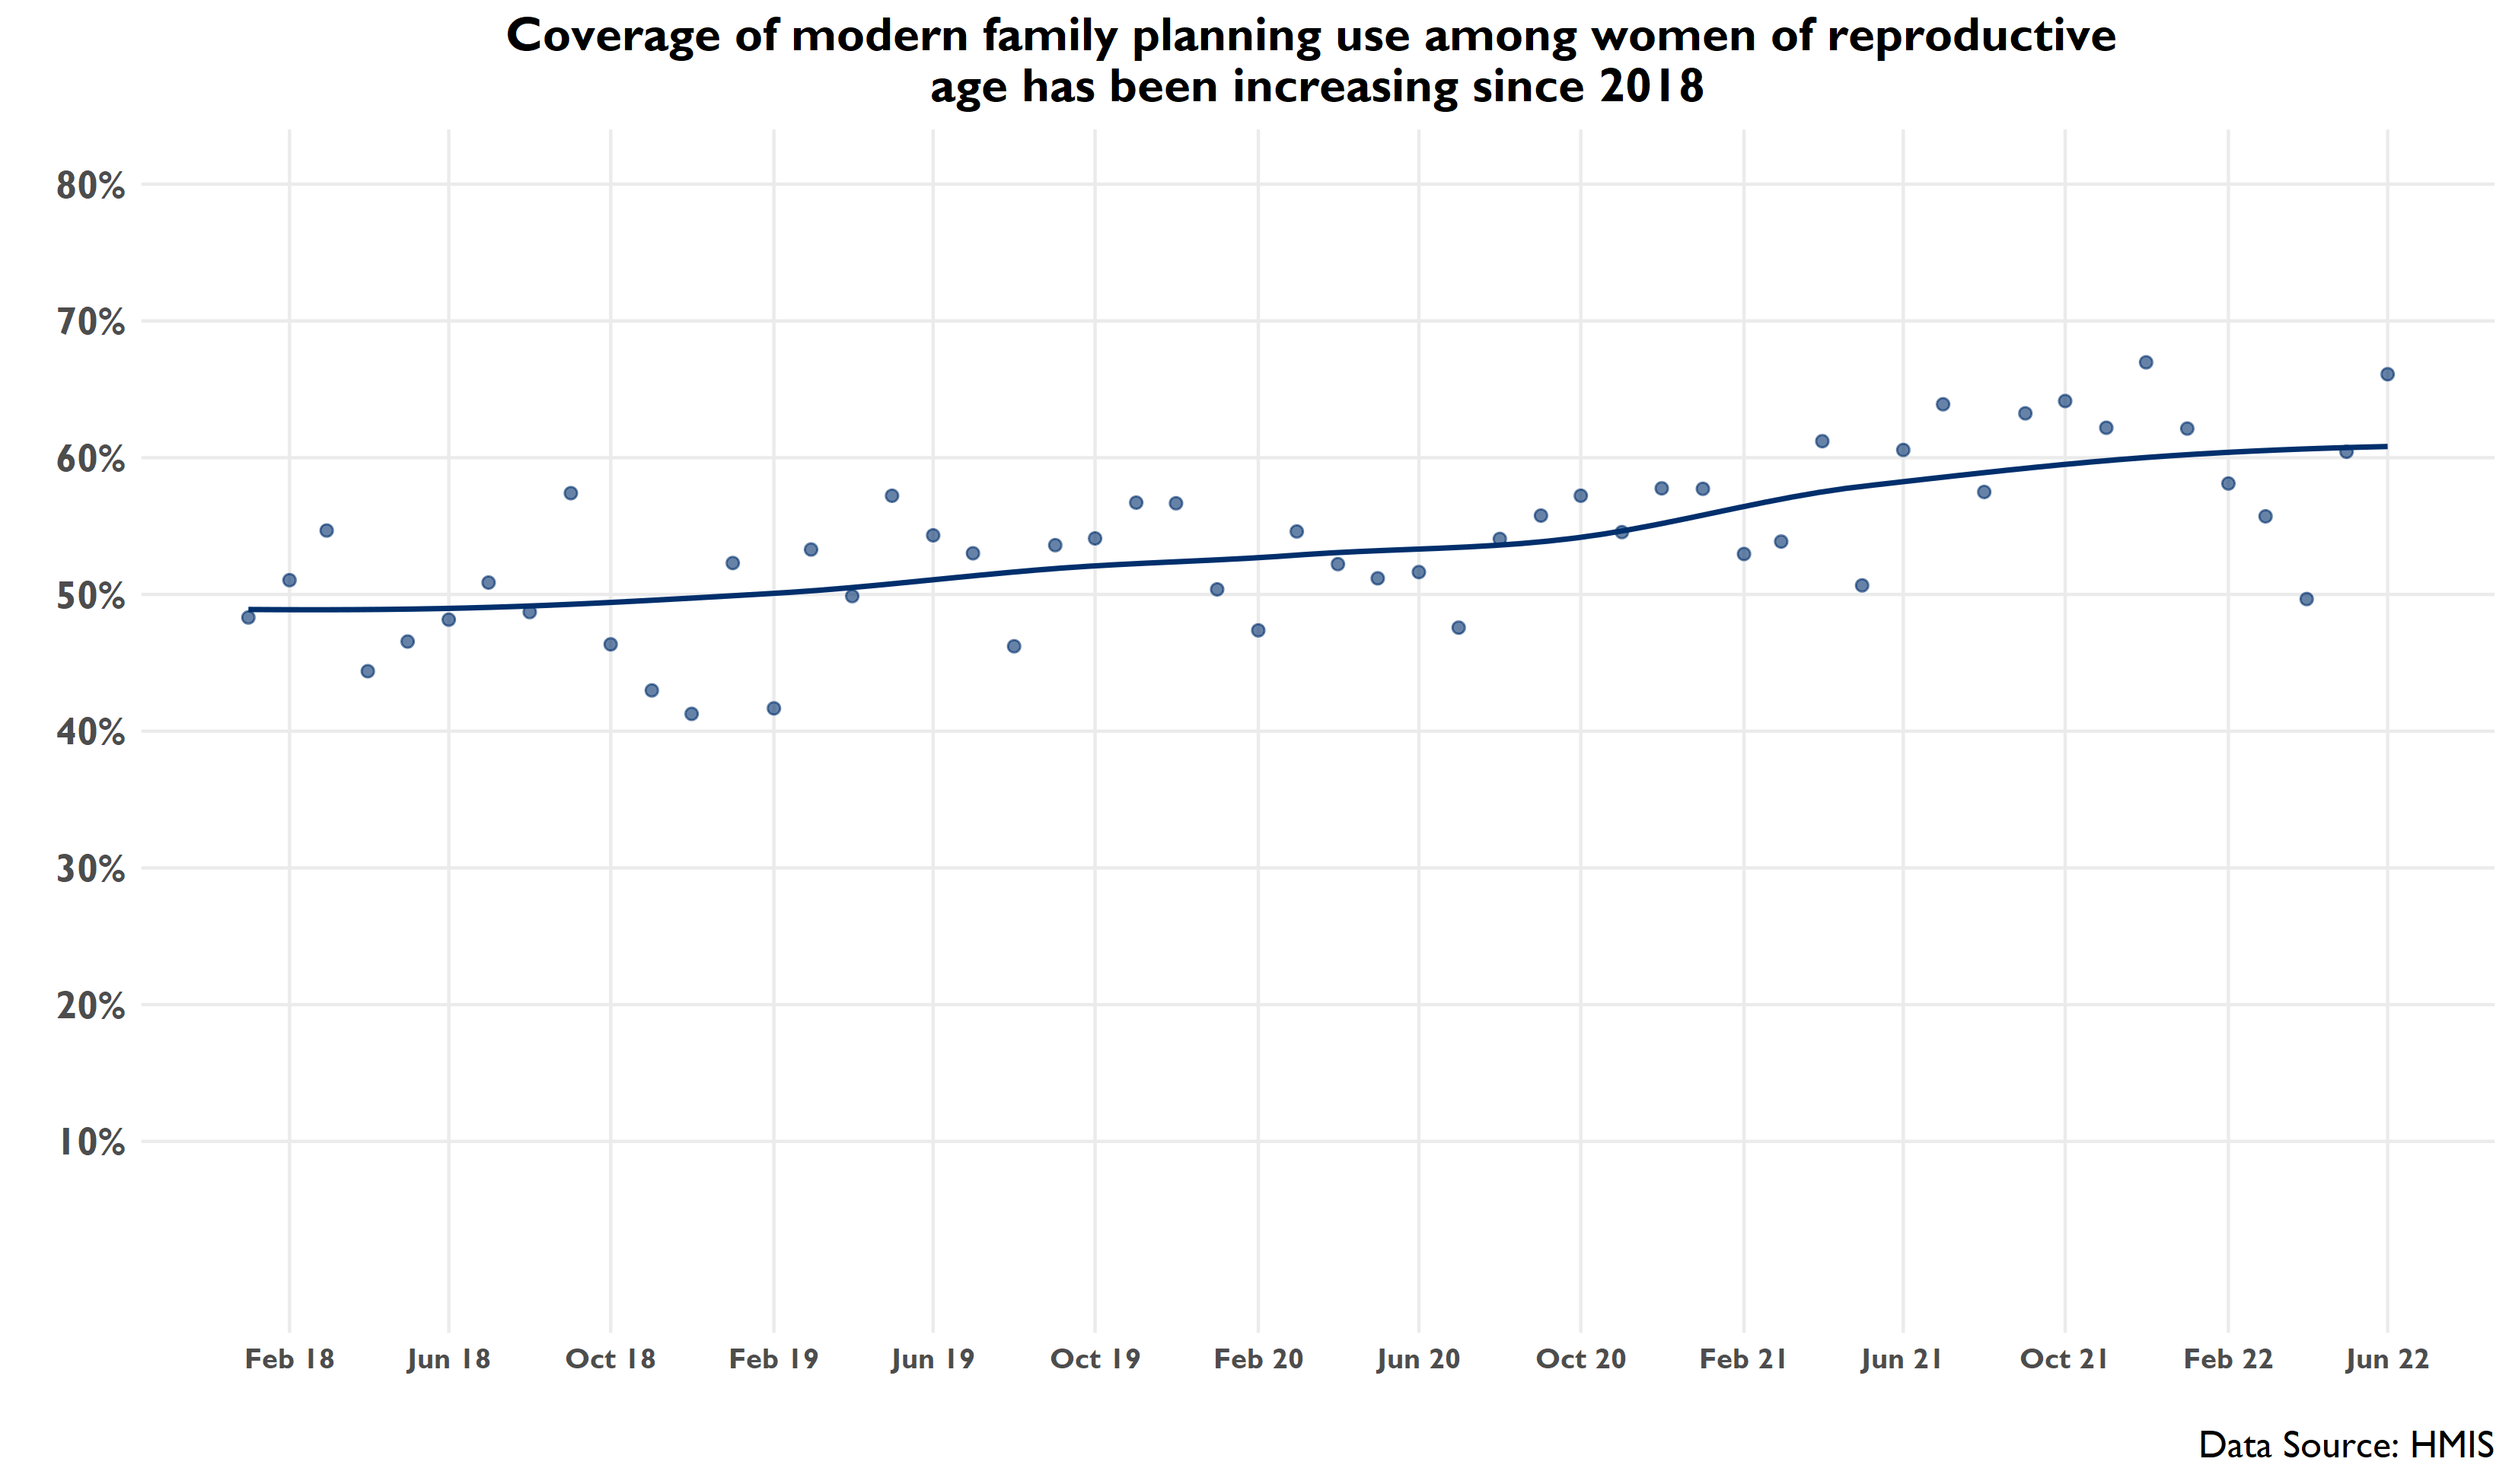 Coverage of modern family planning use among women of reproductive
age has been increasing since 2018
80%
70%
60%
50%
40%
30%
20%
10%
Feb 18 Jun 18 Oct 18 Feb 19 Jun 19 Oct 19 Feb 20 Jun 20 Oct 20 Feb 21 Jun 21 Oct 21 Feb 22 Jun 22
Data Source: HMIS